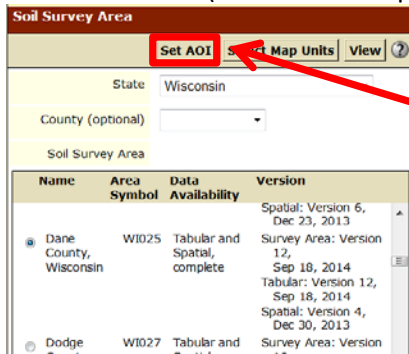 Soil Survey Area
Set AOI Map Units View ?
State Wisconsin
County (optional)
Soil Survey Area
Name Area Symbol Data Availability Version
Spatial: Version 6,
Dec 23, 2013
Dane WI025 Tabular and Survey Area: Version
County, Spatial, 12,
Wisconsin complete Sep 18, 2014
Tabular: Version 12,
Sep 18, 2014
Spatial: Version 4,
Dec 30, 2013
Dodge WI027 Tabular and Survey Area: Version